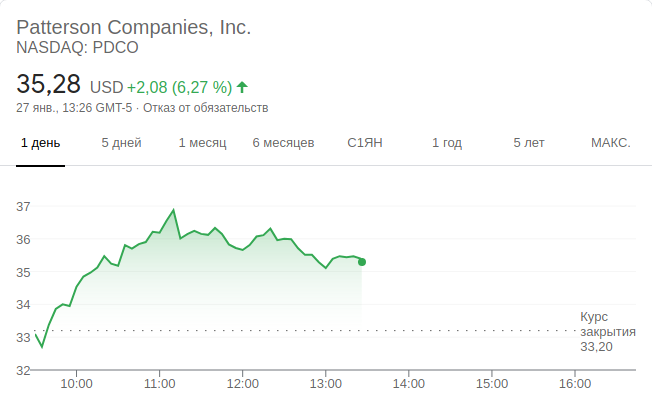 Patterson Companies, Inc.
NASDAQ: PDCO
35,28 USD +2,08 (6,27 %)
27 янв., 13:26 GMT-5 · Отказ от обязательств
1 день 5 дней 1 месяц 6 месяцев С1ЯН 1 год 5 лет МАКС.
37
36
35
34
33
32
Курс
закрытия
33,20
10:00 11:00 12:00 13:00 14:00 15:00 16:00